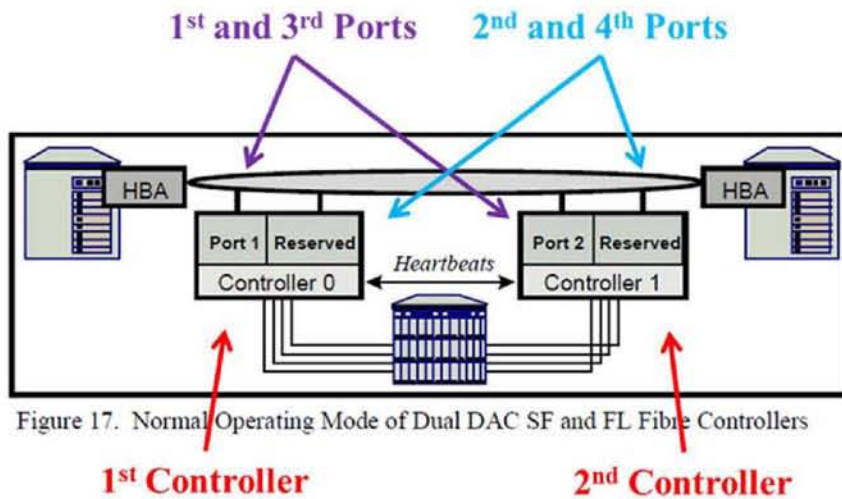 1st and 3rd Ports
2nd and 4th Ports
HBA
HBA
Port 1
Reserved
Port 2
Reserved
Controller 0
Heartbeats
Controller 1
Figure 17. Normal Operating Mode of Dual DAC SF and FL Fibre Controllers
1st Controller
2nd Controller